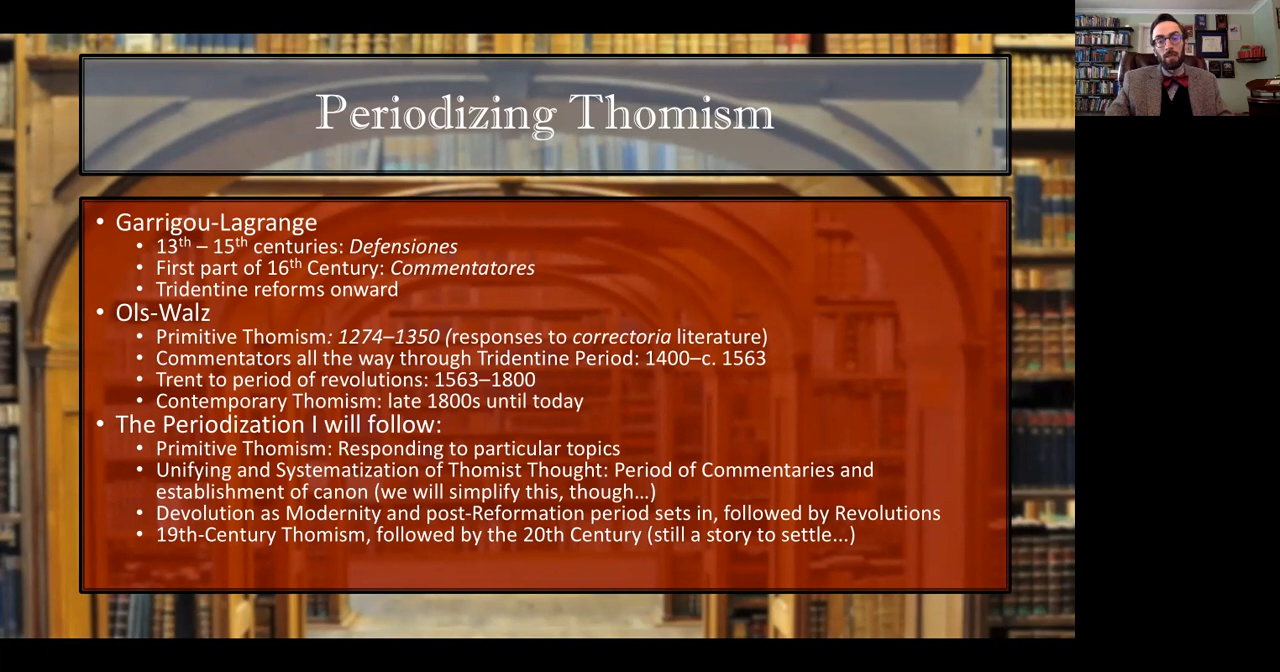 Periodizing Thomism
• Garrigou-Lagrange
• 13th – 15th centuries: Defensiones
• First part of 16th Century: Commentatores
• Tridentine reforms onward
• Ols-Walz
• Primitive Thomism: 1274–1350 (responses to correctoria literature)
• Commentators all the way through Tridentine Period: 1400–c. 1563
• Trent to period of revolutions: 1563–1800
• Contemporary Thomism: late 1800s until today
• The Periodization I will follow:
• Primitive Thomism: Responding to particular topics
• Unifying and Systematization of Thomist Thought: Period of Commentaries and
establishment of canon (we will simplify this, though…)
• Devolution as Modernity and post-Reformation period sets in, followed by Revolutions
• 19th-Century Thomism, followed by the 20th Century (still a story to settle...)